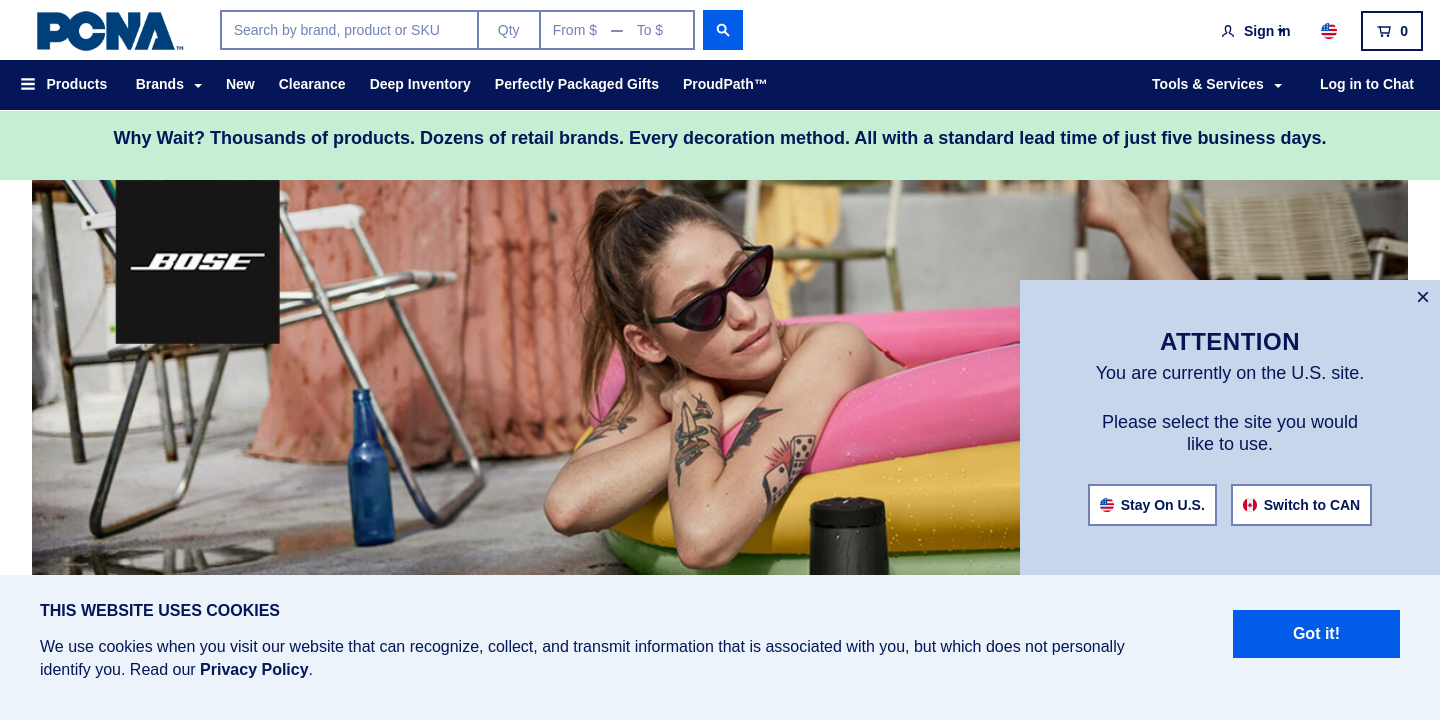 PCNA™
Search by brand, product or SKU
Qty
From $ — To $
Sign in
0
Products
Brands
New
Clearance
Deep Inventory
Perfectly Packaged Gifts
ProudPath™
Tools & Services
Log in to Chat
Why Wait? Thousands of products. Dozens of retail brands. Every decoration method. All with a standard lead time of just five business days.
BOSE
ATTENTION
You are currently on the U.S. site.
Please select the site you would
like to use.
Stay On U.S.
Switch to CAN
THIS WEBSITE USES COOKIES
We use cookies when you visit our website that can recognize, collect, and transmit information that is associated with you, but which does not personally
identify you. Read our Privacy Policy.
Got it!